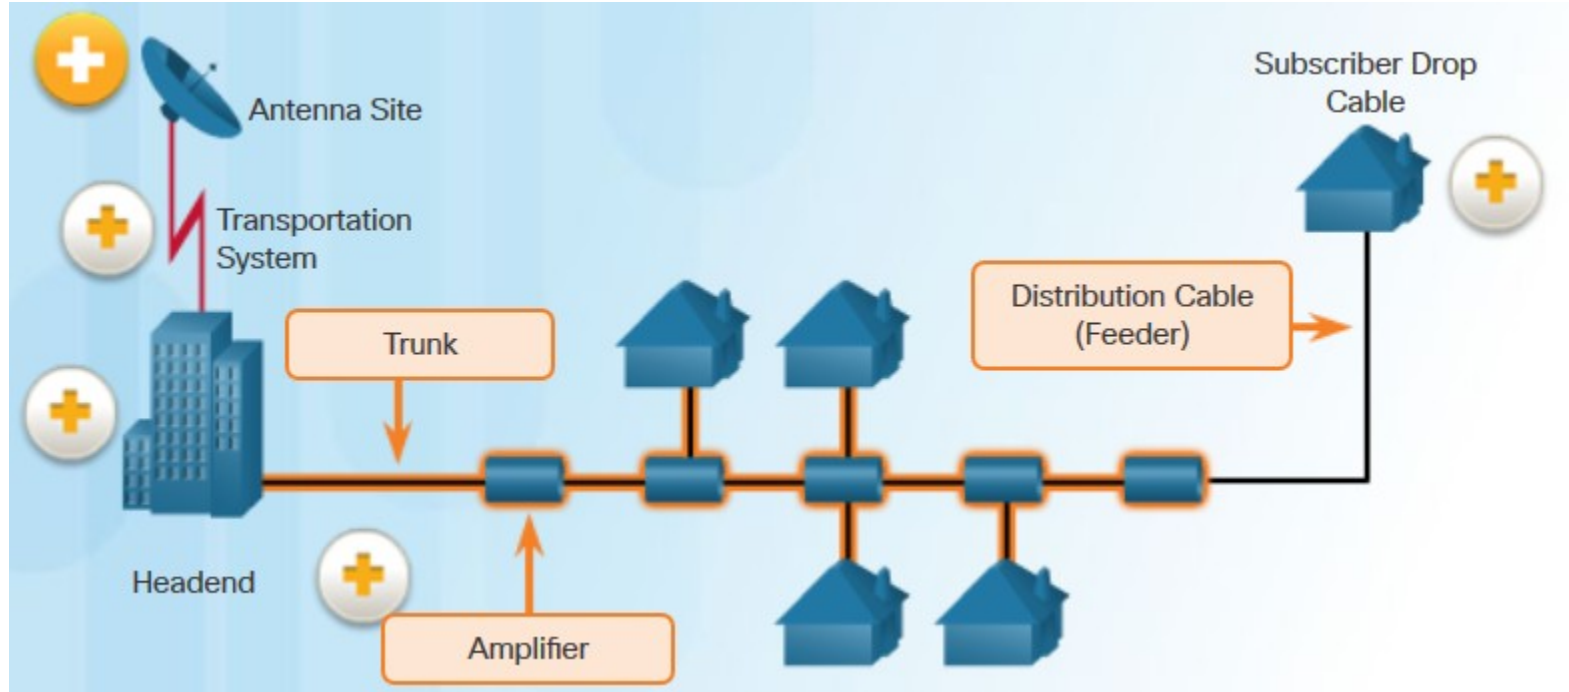 Antenna Site
Transportation
System
Subscriber Drop
Cable
Distribution Cable
(Feeder)
Trunk
Headend
Amplifier